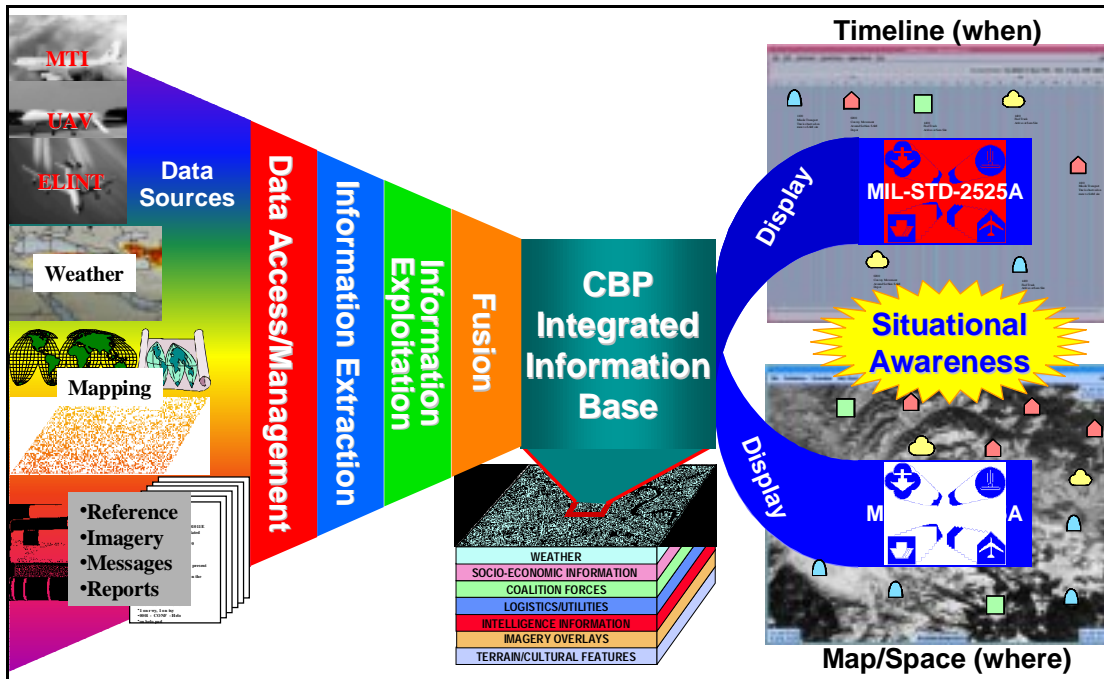 MTI
UAV
ELINT
Data
Sources
Weather
Mapping
•Reference
•Imagery
•Messages
•Reports
Data Access/Management
Information Extraction
Information
Exploitation
Fusion
CBP
Integrated
Information
Base
WEATHER
SOCIO-ECONOMIC INFORMATION
COALITION FORCES
LOGISTICS/UTILITIES
INTELLIGENCE INFORMATION
IMAGERY OVERLAYS
TERRAIN/CULTURAL FEATURES
Timeline (when)
Display
MIL-STD-2525A
Situational
Awareness
Display
Map/Space (where)